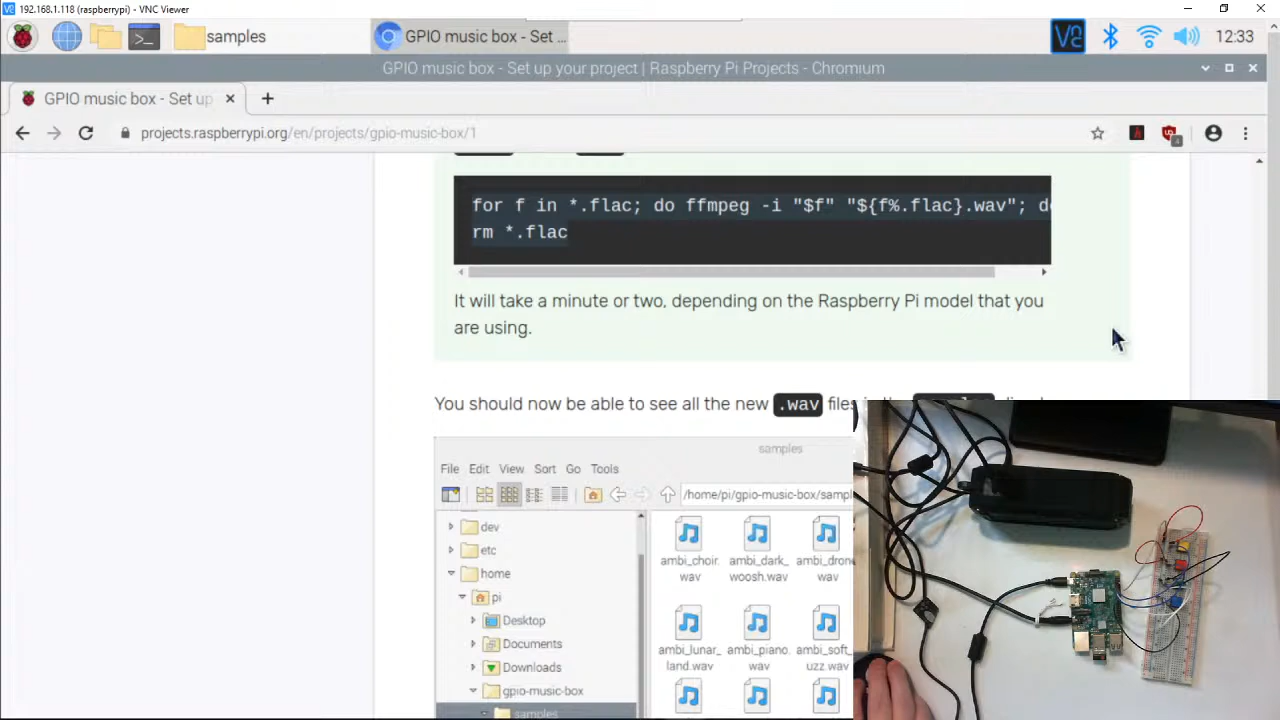 192.168.1.118 (raspberrypi) - VNC Viewer
samples
GPIO music box - Set ...
12:33
GPIO music box - Set up your project | Raspberry Pi Projects - Chromium
GPIO music box - Set up
projects.raspberrypi.org/en/projects/gpio-music-box/1
for f in *.flac; do ffmpeg -i "$f" "${f%.flac}.wav"; do
rm *.flac
It will take a minute or two, depending on the Raspberry Pi model that you
are using.
You should now be able to see all the new .wav files in the
samples
File Edit View Sort Go Tools
/home/pi/gpio-music-box/sampl
dev
etc
home
pi
Desktop
Documents
Downloads
gpio-music-box
samples
ambi_choir. ambi_dark_ ambi_drone
wav woosh.wav wav
ambi_lunar_ ambi_piano. ambi_soft_
land.wav wav uzz.wav